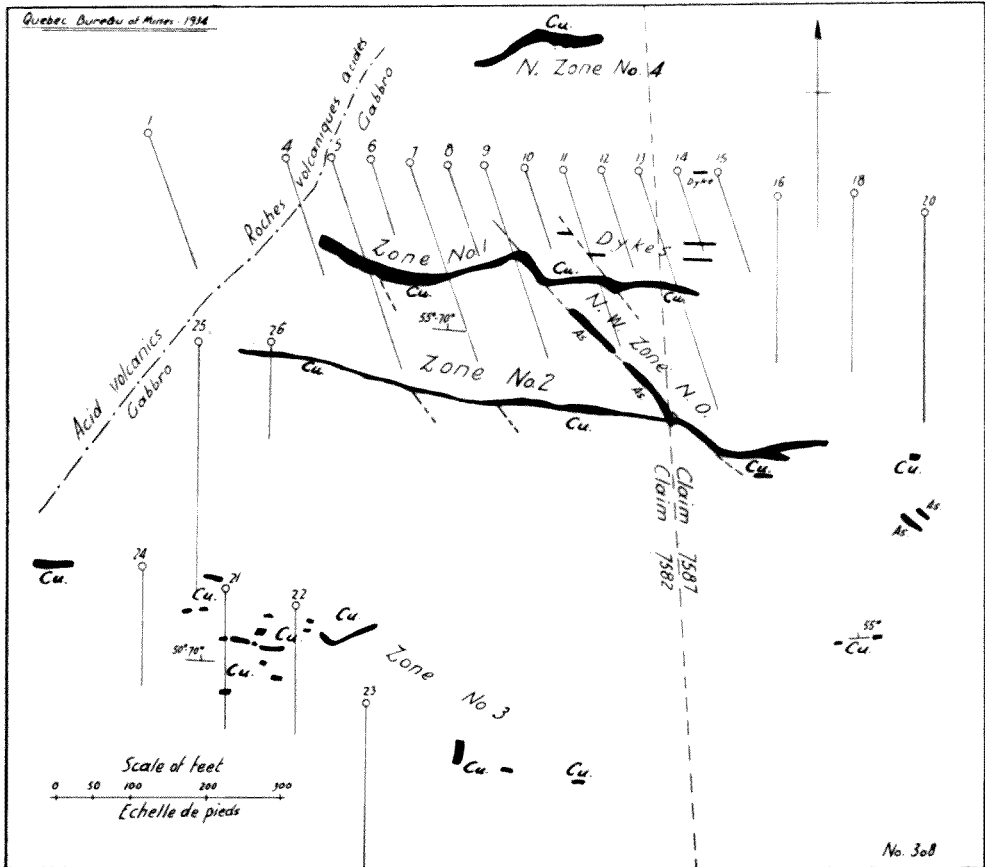 Quebec Bureau of Mines - 1934
Cu.
N. Zone No. 4
Roches volcaniques acides
Gabbro
1
4
5
6
7
8
9
10
11
12
13
14
15
Dyke
16
18
20
Zone No.1
Dykes
Cu.
Cu.
Cu.
55°-70°
N.W. Zone N.O.
As
As
25
26
Acid Volcanics
Gabbro
Cu.
Zone No.2
Cu.
Cu.
Cu.
As.
As.
Claim 7587
Claim 7582
24
Cu.
21
Cu.
22
Cu.
Cu.
50°-70°
Cu.
55°
Cu.
Zone No 3
23
Cu.
Cu.
Scale of feet
0 50 100 200 300
Echelle de pieds
No. 308